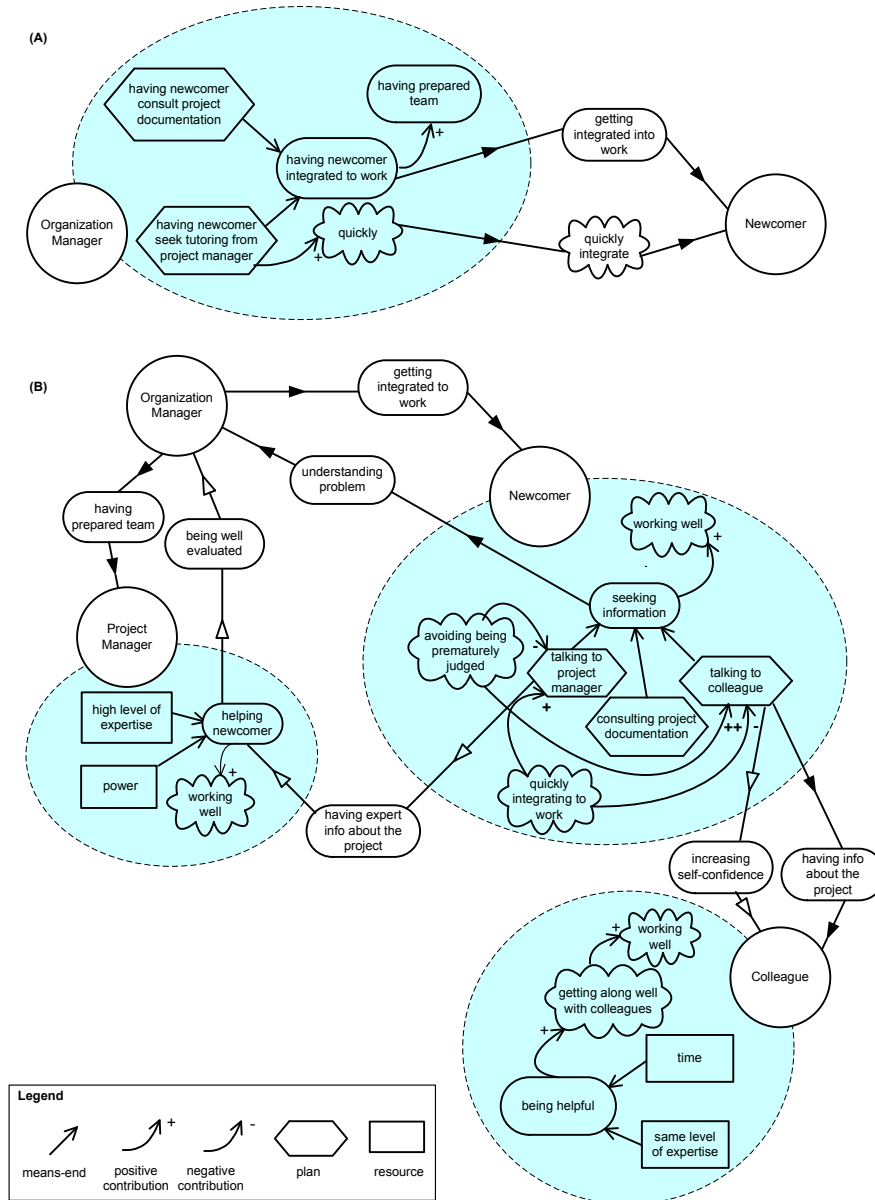 (A)
having newcomer
consult project
documentation
having prepared
team
+
getting
integrated into
work
having newcomer
integrated to work
Organization
Manager
having newcomer
seek tutoring from
project manager
+
quickly
quickly
integrate
Newcomer
(B)
Organization
Manager
getting
integrated to
work
understanding
problem
Newcomer
having
prepared team
being well
evaluated
working well
+
Project
Manager
seeking
information
avoiding being
prematurely
judged
-
talking to
project
manager
+
talking to
colleague
++
-
consulting project
documentation
high level of
expertise
helping
newcomer
power
+
working
well
quickly
integrating to
work
having expert
info about the
project
increasing
self-confidence
having info
about the
project
+
working
well
Colleague
getting along well
with colleagues
+
time
being helpful
same level
of expertise
Legend
+
-
means-end
positive
contribution
negative
contribution
plan
resource